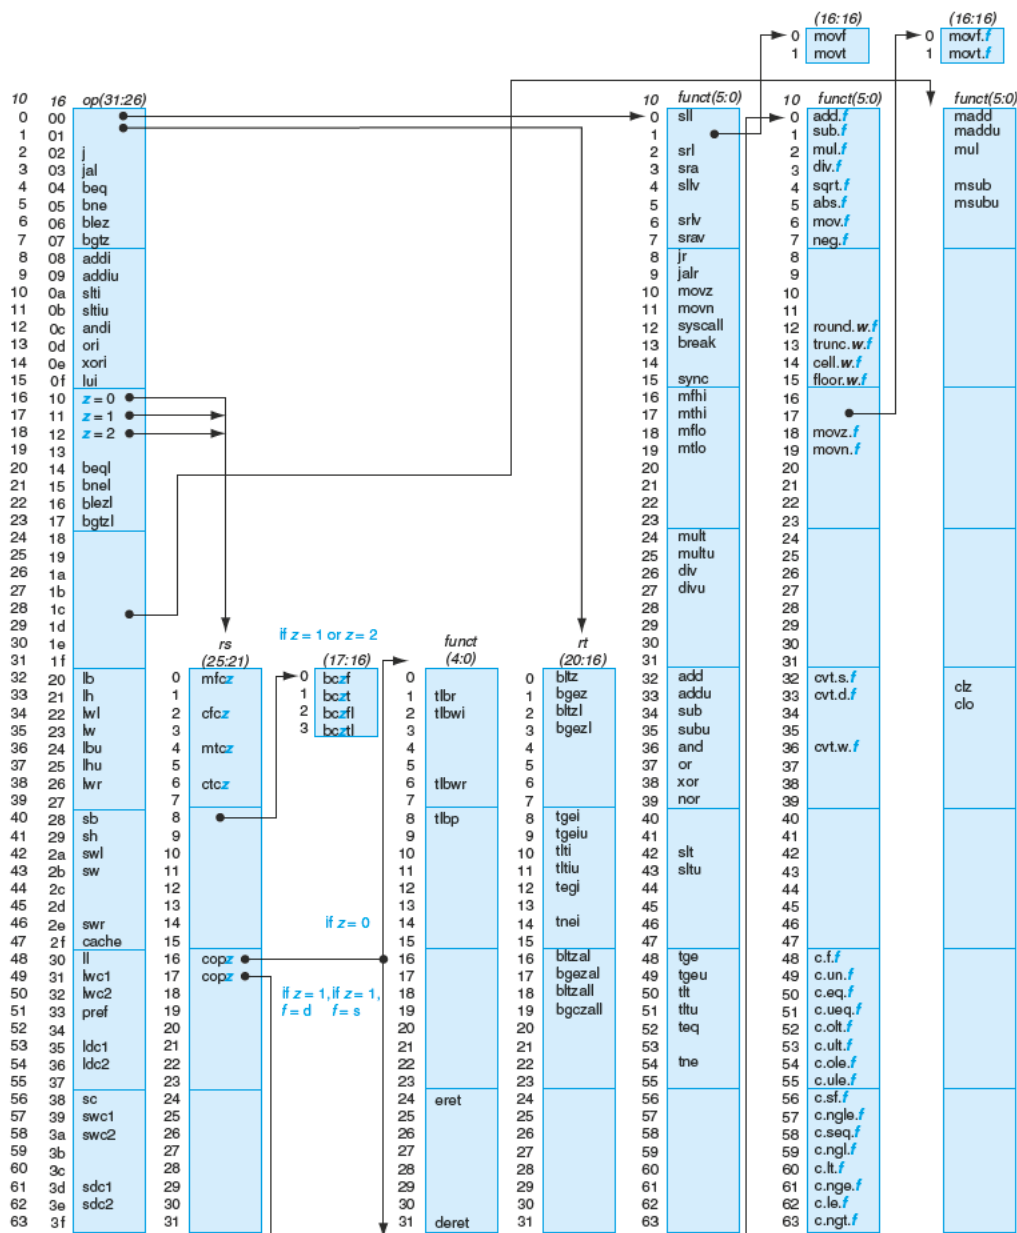 (16:16) (16:16)
0 movf 0 movf.f
1 movt 1 movt.f
10 16 op(31:26) 10 funct(5:0) 10 funct(5:0) funct(5:0)
0 00 0 sll 0 add.f madd
1 01 1 1 sub.f maddu
2 02 j 2 srl 2 mul.f mul
3 03 jal 3 sra 3 div.f
4 04 beq 4 sllv 4 sqrt.f msub
5 05 bne 5 5 abs.f msubu
6 06 blez 6 srlv 6 mov.f
7 07 bgtz 7 srav 7 neg.f
8 08 addi 8 jr 8
9 09 addiu 9 jalr 9
10 0a slti 10 movz 10
11 0b sltiu 11 movn 11
12 0c andi 12 syscall 12 round.w.f
13 0d ori 13 break 13 trunc.w.f
14 0e xori 14 14 cell.w.f
15 0f lui 15 sync 15 floor.w.f
16 10 z = 0 16 mfhi 16
17 11 z = 1 17 mthi 17
18 12 z = 2 18 mflo 18 movz.f
19 13 19 mtlo 19 movn.f
20 14 beql 20 20
21 15 bnel 21 21
22 16 blezl 22 22
23 17 bgtzl 23 23
24 18 24 mult 24
25 19 25 multu 25
26 1a 26 div 26
27 1b 27 divu 27
28 1c 28 28
29 1d 29 29
30 1e rs if z = 1 or z = 2 funct rt 30 30
31 1f (25:21) (17:16) (4:0) (20:16) 31 31
32 20 lb 0 mfcz 0 bczf 0 0 bltz 32 add 32 cvt.s.f clz
33 21 lh 1 1 bczt 1 tlbr 1 bgez 33 addu 33 cvt.d.f clo
34 22 lwl 2 cfcz 2 bczfl 2 tlbwi 2 bltzl 34 sub 34
35 23 lw 3 3 bcztl 3 3 bgezl 35 subu 35
36 24 lbu 4 mtcz 4 4 36 and 36 cvt.w.f
37 25 lhu 5 5 5 37 or 37
38 26 lwr 6 ctcz 6 tlbwr 6 38 xor 38
39 27 7 7 7 39 nor 39
40 28 sb 8 8 tlbp 8 tgei 40 40
41 29 sh 9 9 9 tgeiu 41 41
42 2a swl 10 10 10 tlti 42 slt 42
43 2b sw 11 11 11 tltiu 43 sltu 43
44 2c 12 12 12 tegi 44 44
45 2d 13 13 13 45 45
46 2e swr 14 if z = 0 14 14 tnei 46 46
47 2f cache 15 15 15 47 47
48 30 ll 16 copz 16 16 bltzal 48 tge 48 c.f.f
49 31 lwc1 17 copz 17 17 bgezal 49 tgeu 49 c.un.f
50 32 lwc2 18 if z = 1, if z = 1, 18 18 bltzall 50 tlt 50 c.eq.f
51 33 pref 19 f = d f = s 19 19 bgczall 51 tltu 51 c.ueq.f
52 34 20 20 20 52 teq 52 c.olt.f
53 35 ldc1 21 21 21 53 53 c.ult.f
54 36 ldc2 22 22 22 54 tne 54 c.ole.f
55 37 23 23 23 55 55 c.ule.f
56 38 sc 24 24 eret 24 56 56 c.sf.f
57 39 swc1 25 25 25 57 57 c.ngle.f
58 3a swc2 26 26 26 58 58 c.seq.f
59 3b 27 27 27 59 59 c.ngl.f
60 3c 28 28 28 60 60 c.lt.f
61 3d sdc1 29 29 29 61 61 c.nge.f
62 3e sdc2 30 30 30 62 62 c.le.f
63 3f 31 31 deret 31 63 63 c.ngt.f